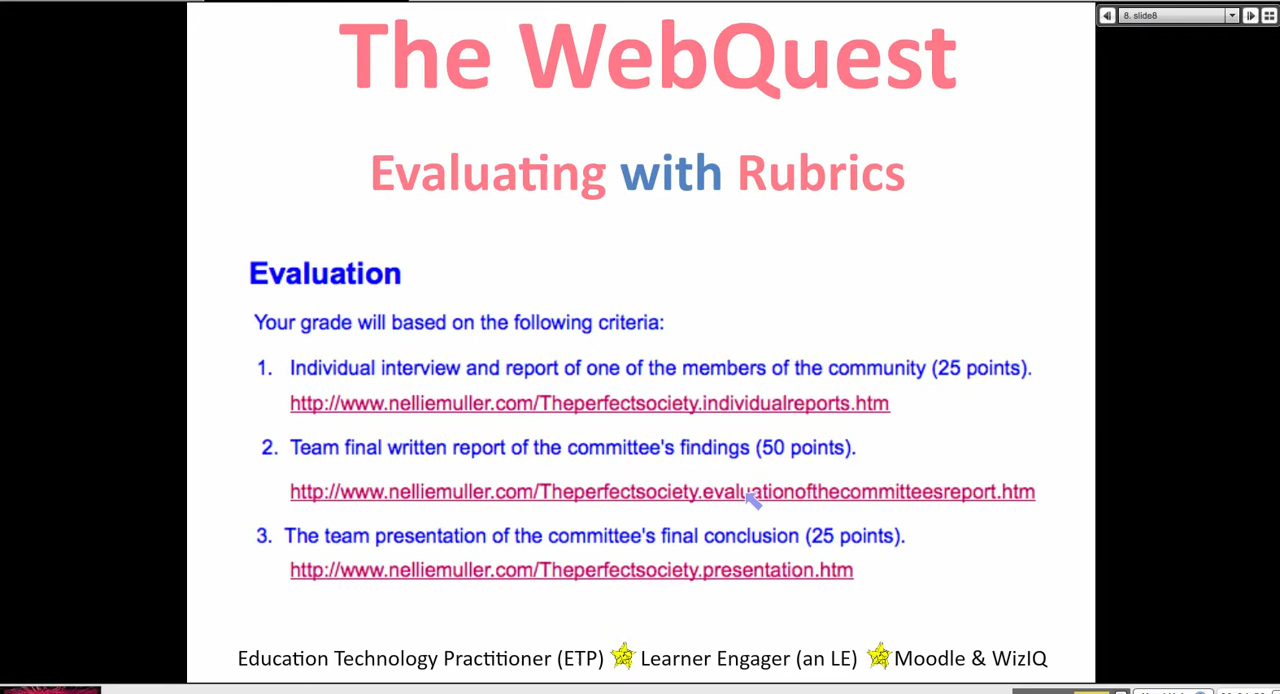 8. slide8
The WebQuest
Evaluating with Rubrics
Evaluation
Your grade will based on the following criteria:
1. Individual interview and report of one of the members of the community (25 points).
http://www.nelliemuller.com/Theperfectsociety.individualreports.htm
2. Team final written report of the committee's findings (50 points).
http://www.nelliemuller.com/Theperfectsociety.evaluationofthecommitteesreport.htm
3. The team presentation of the committee's final conclusion (25 points).
http://www.nelliemuller.com/Theperfectsociety.presentation.htm
Education Technology Practitioner (ETP) Learner Engager (an LE) Moodle & WizIQ